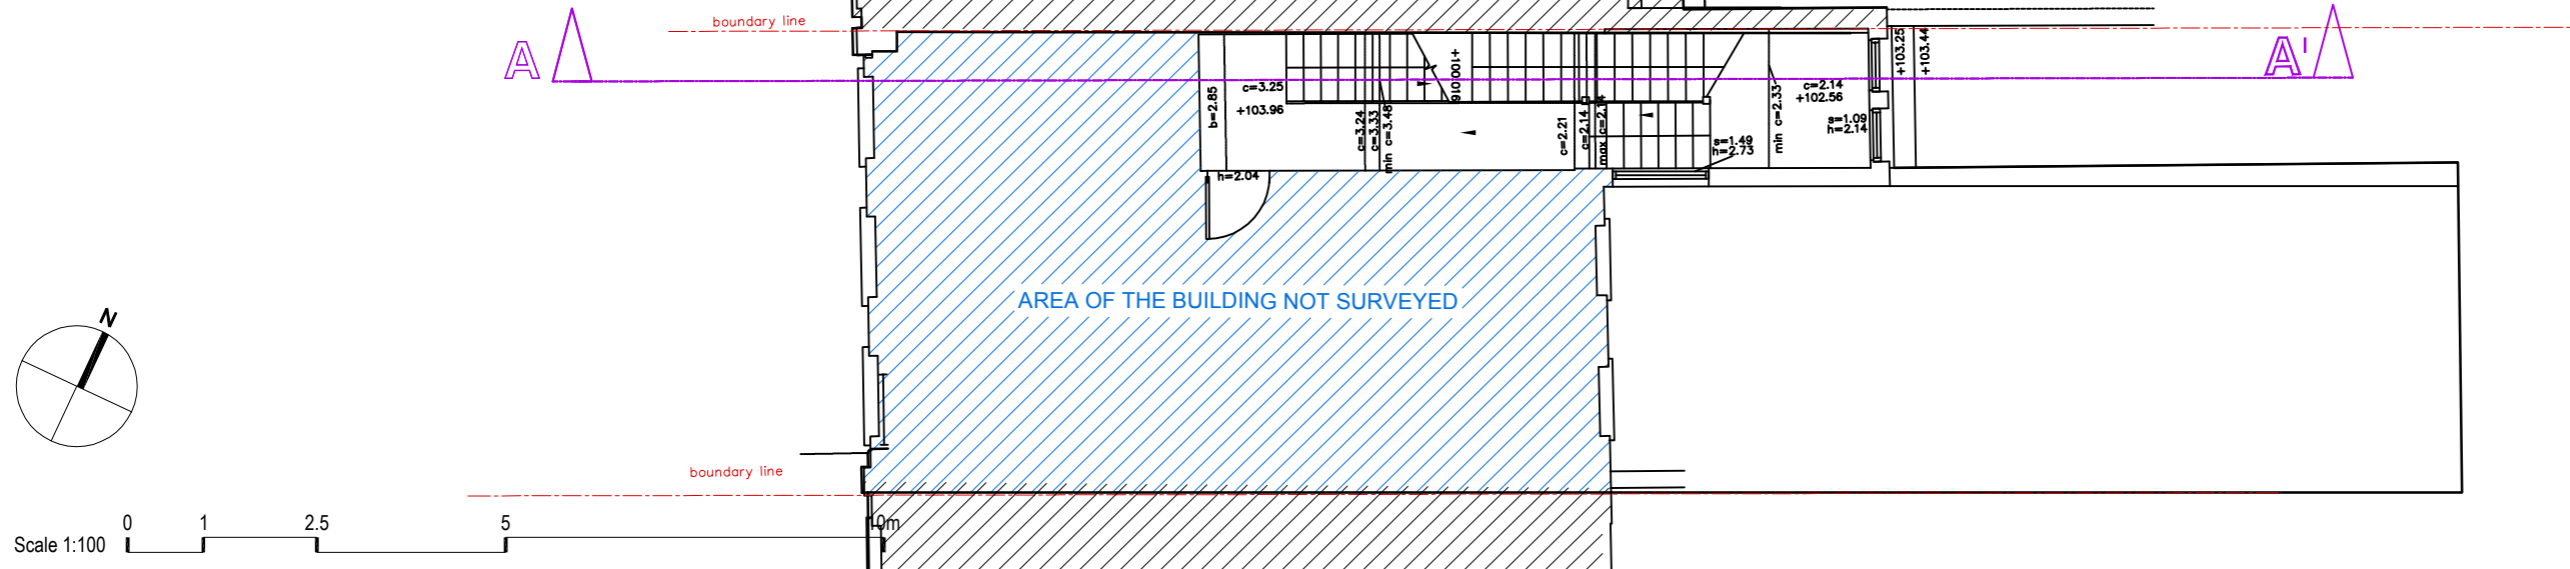 boundary line
A
A'
+103.25
+103.44
b=2.85
c=3.25
+103.96
c=3.24
c=3.33
min c=3.48
+100016
c=2.21
c=2.14
max c=2.14
s=1.49
h=2.73
min c=2.33
c=2.14
+102.56
s=1.09
h=2.14
h=2.04
AREA OF THE BUILDING NOT SURVEYED
N
boundary line
0 1 2.5 5 10m
Scale 1:100